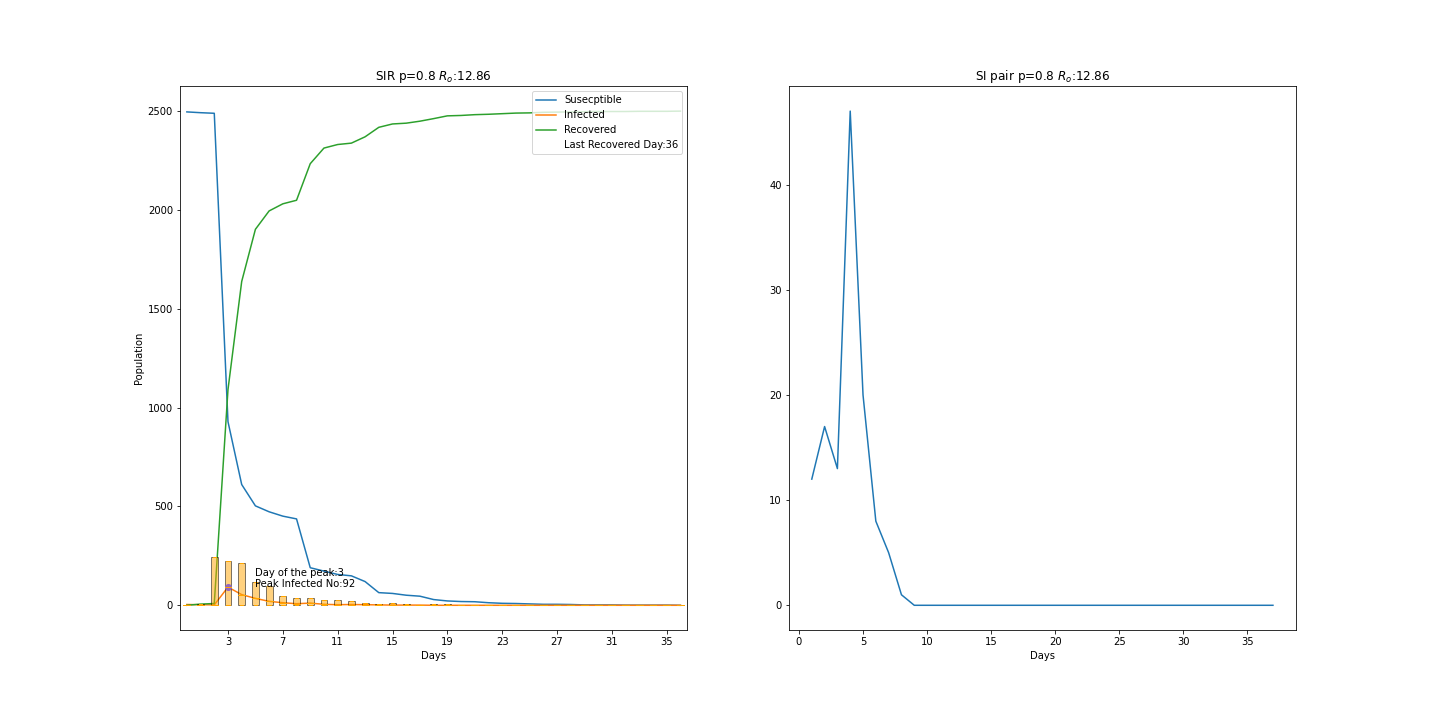 SIR p=0.8 Rₒ:12.86
Susecptible
Infected
Recovered
Last Recovered Day:36
2500
2000
1500
1000
500
0
Population
Day of the peak:3
Peak Infected No:92
3 7 11 15 19 23 27 31 35
Days
SI pair p=0.8 Rₒ:12.86
40
30
20
10
0
0 5 10 15 20 25 30 35
Days